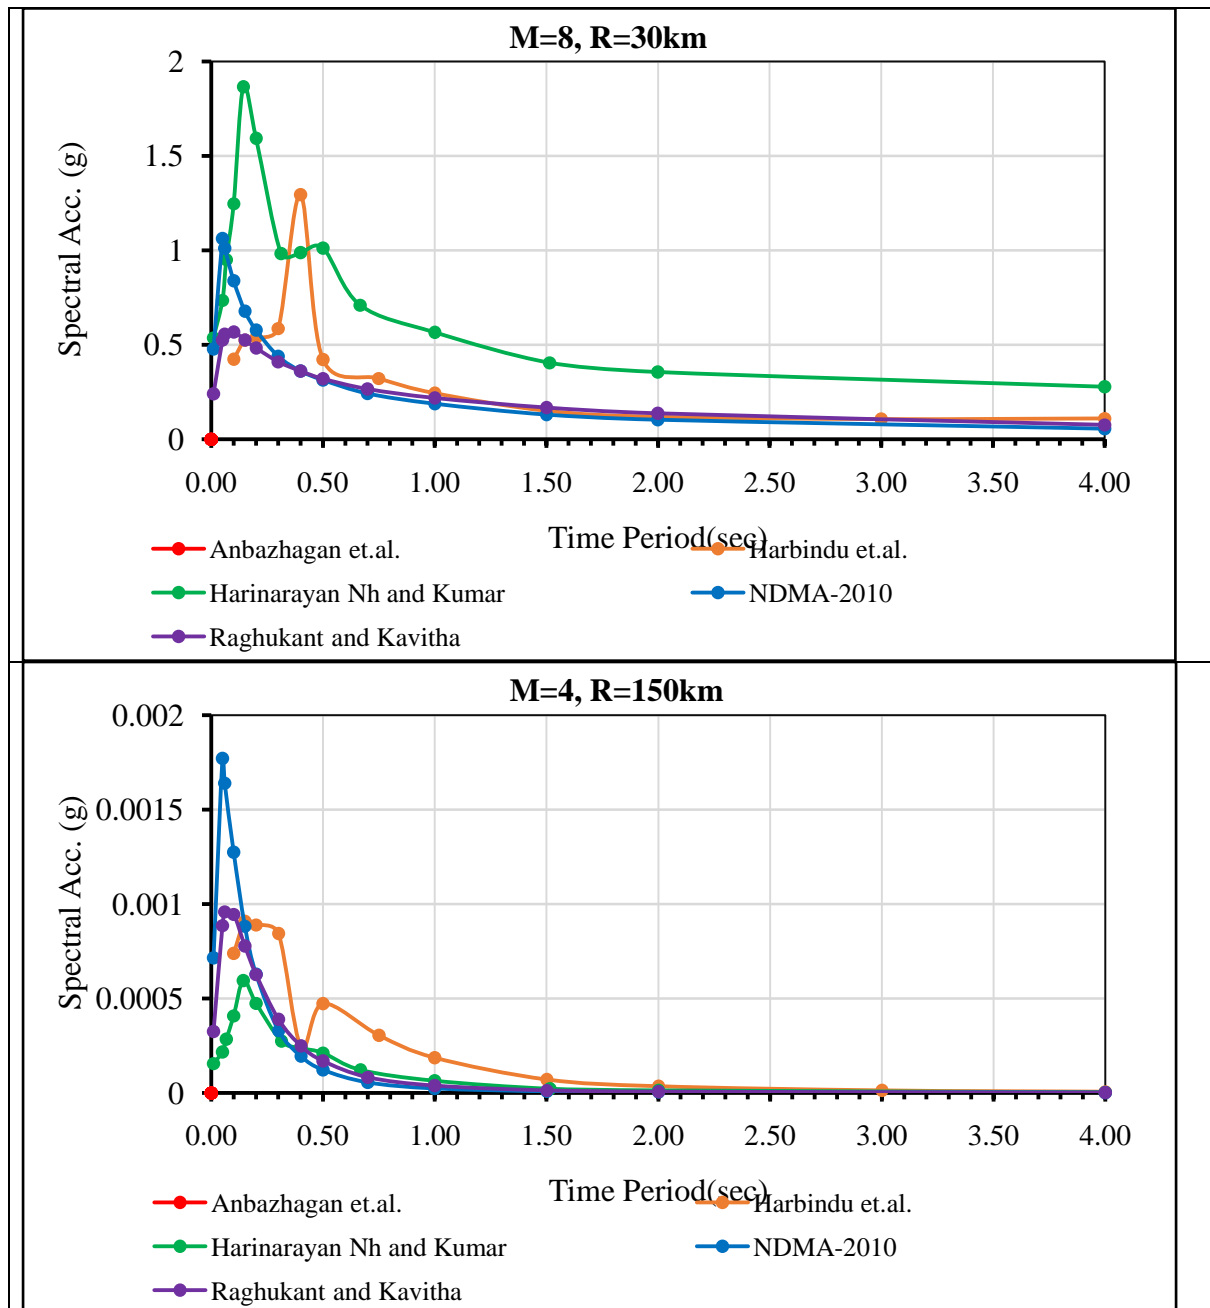 M=8, R=30km
2
1.5
1
0.5
0
Spectral Acc. (g)
0.00 0.50 1.00 1.50 2.00 2.50 3.00 3.50 4.00
Time Period(sec)
Anbazhagan et.al. Harbindu et.al.
Harinarayan Nh and Kumar NDMA-2010
Raghukant and Kavitha
M=4, R=150km
0.002
0.0015
0.001
0.0005
0
Spectral Acc. (g)
0.00 0.50 1.00 1.50 2.00 2.50 3.00 3.50 4.00
Time Period(sec)
Anbazhagan et.al. Harbindu et.al.
Harinarayan Nh and Kumar NDMA-2010
Raghukant and Kavitha